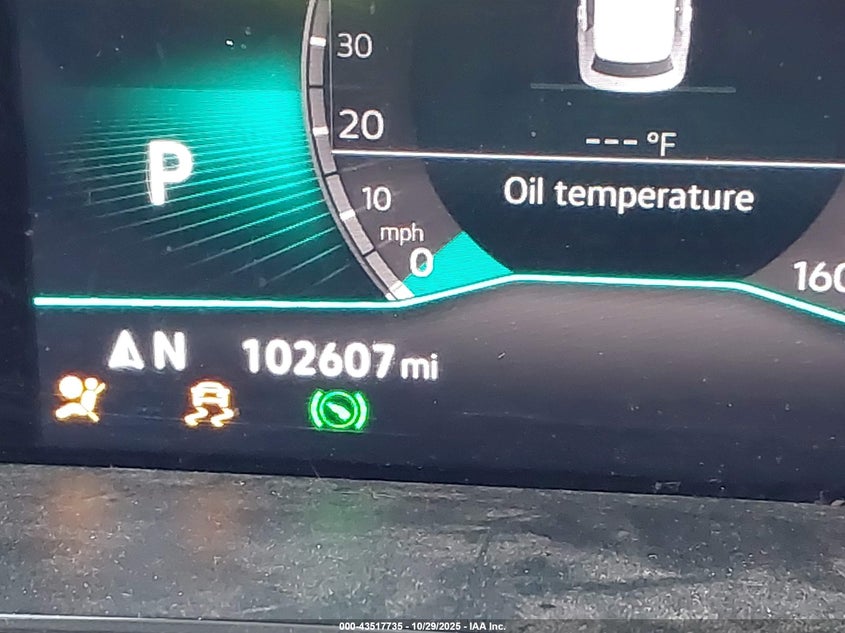 30
20
--- °F
P
Oil temperature
10
mph
0
160
N 102607 mi
000-43517735 - 10/29/2025 - IAA Inc.